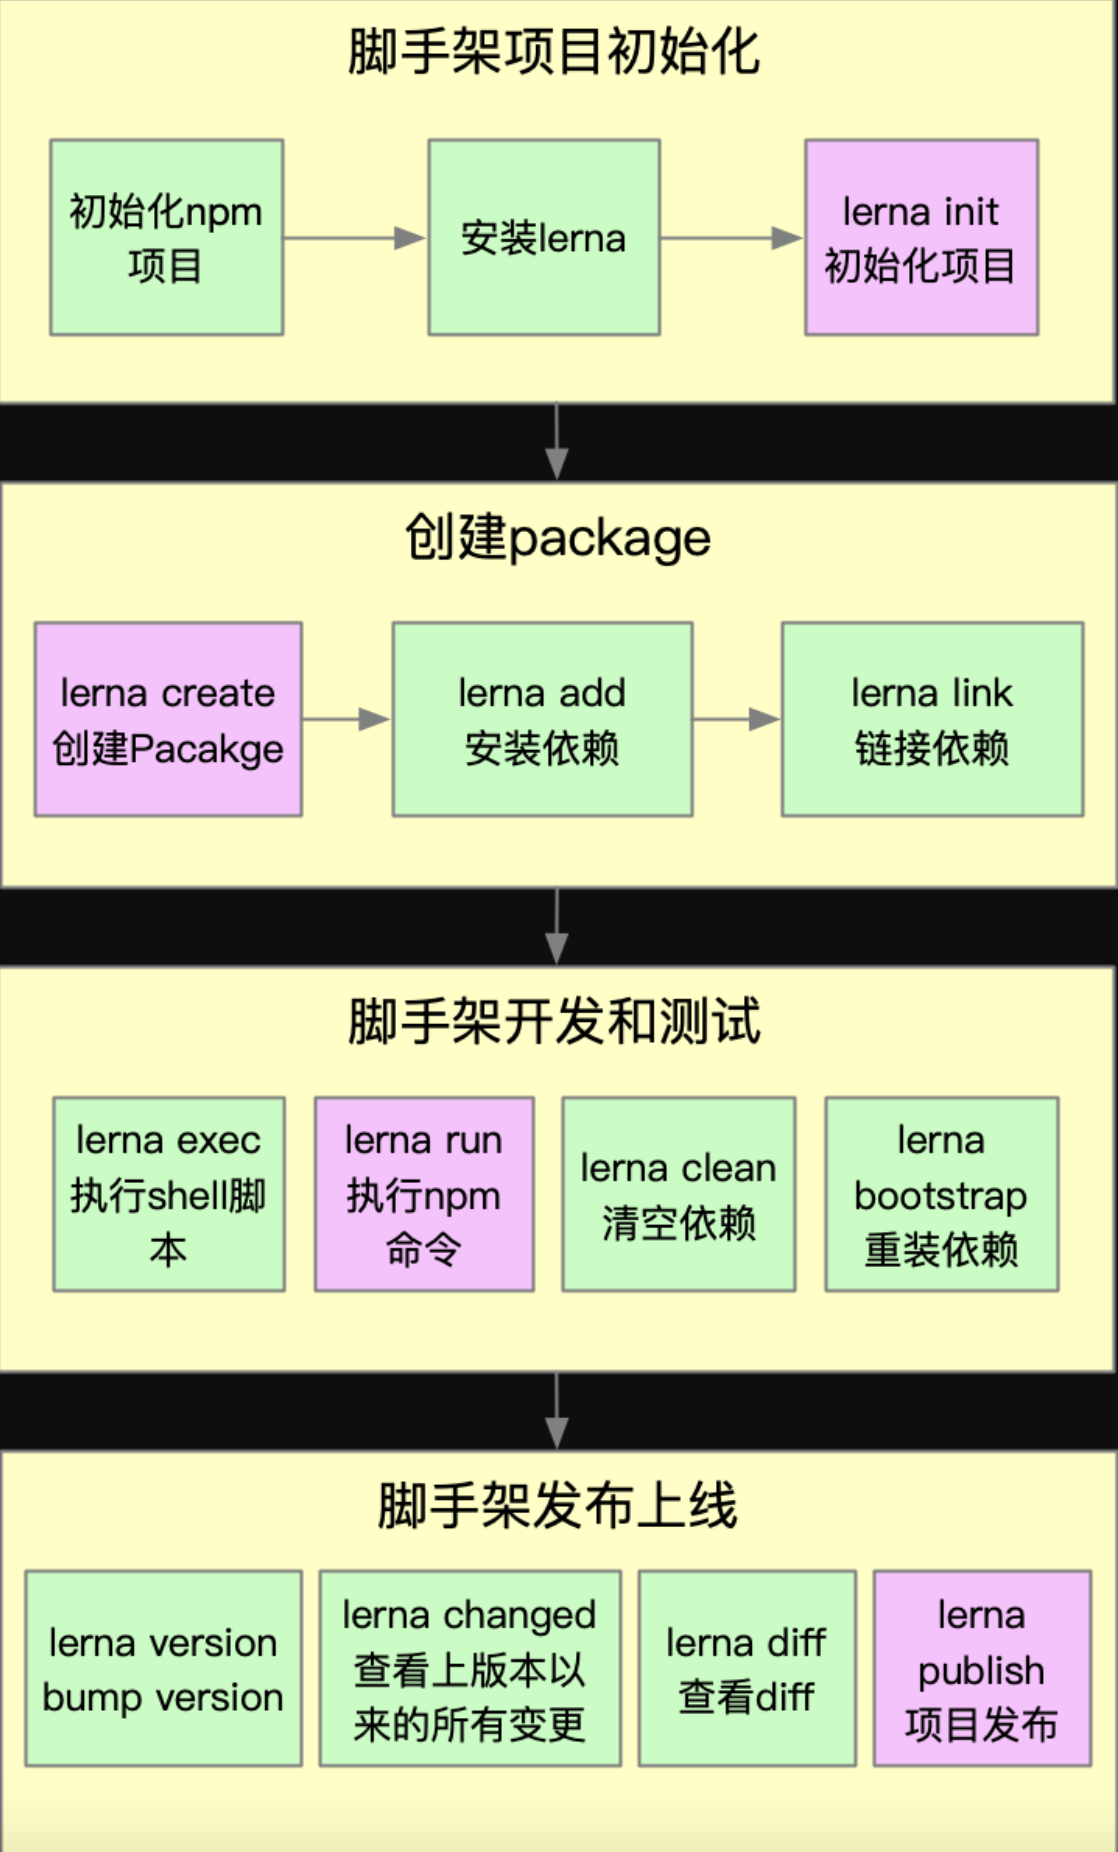 脚手架项目初始化
初始化npm
项目
安装lerna
lerna init
初始化项目
创建package
lerna create
创建Pacakge
lerna add
安装依赖
lerna link
链接依赖
脚手架开发和测试
lerna exec
执行shell脚
本
lerna run
执行npm
命令
lerna clean
清空依赖
lerna
bootstrap
重装依赖
脚手架发布上线
lerna version
bump version
lerna changed
查看上版本以
来的所有变更
lerna diff
查看diff
lerna
publish
项目发布